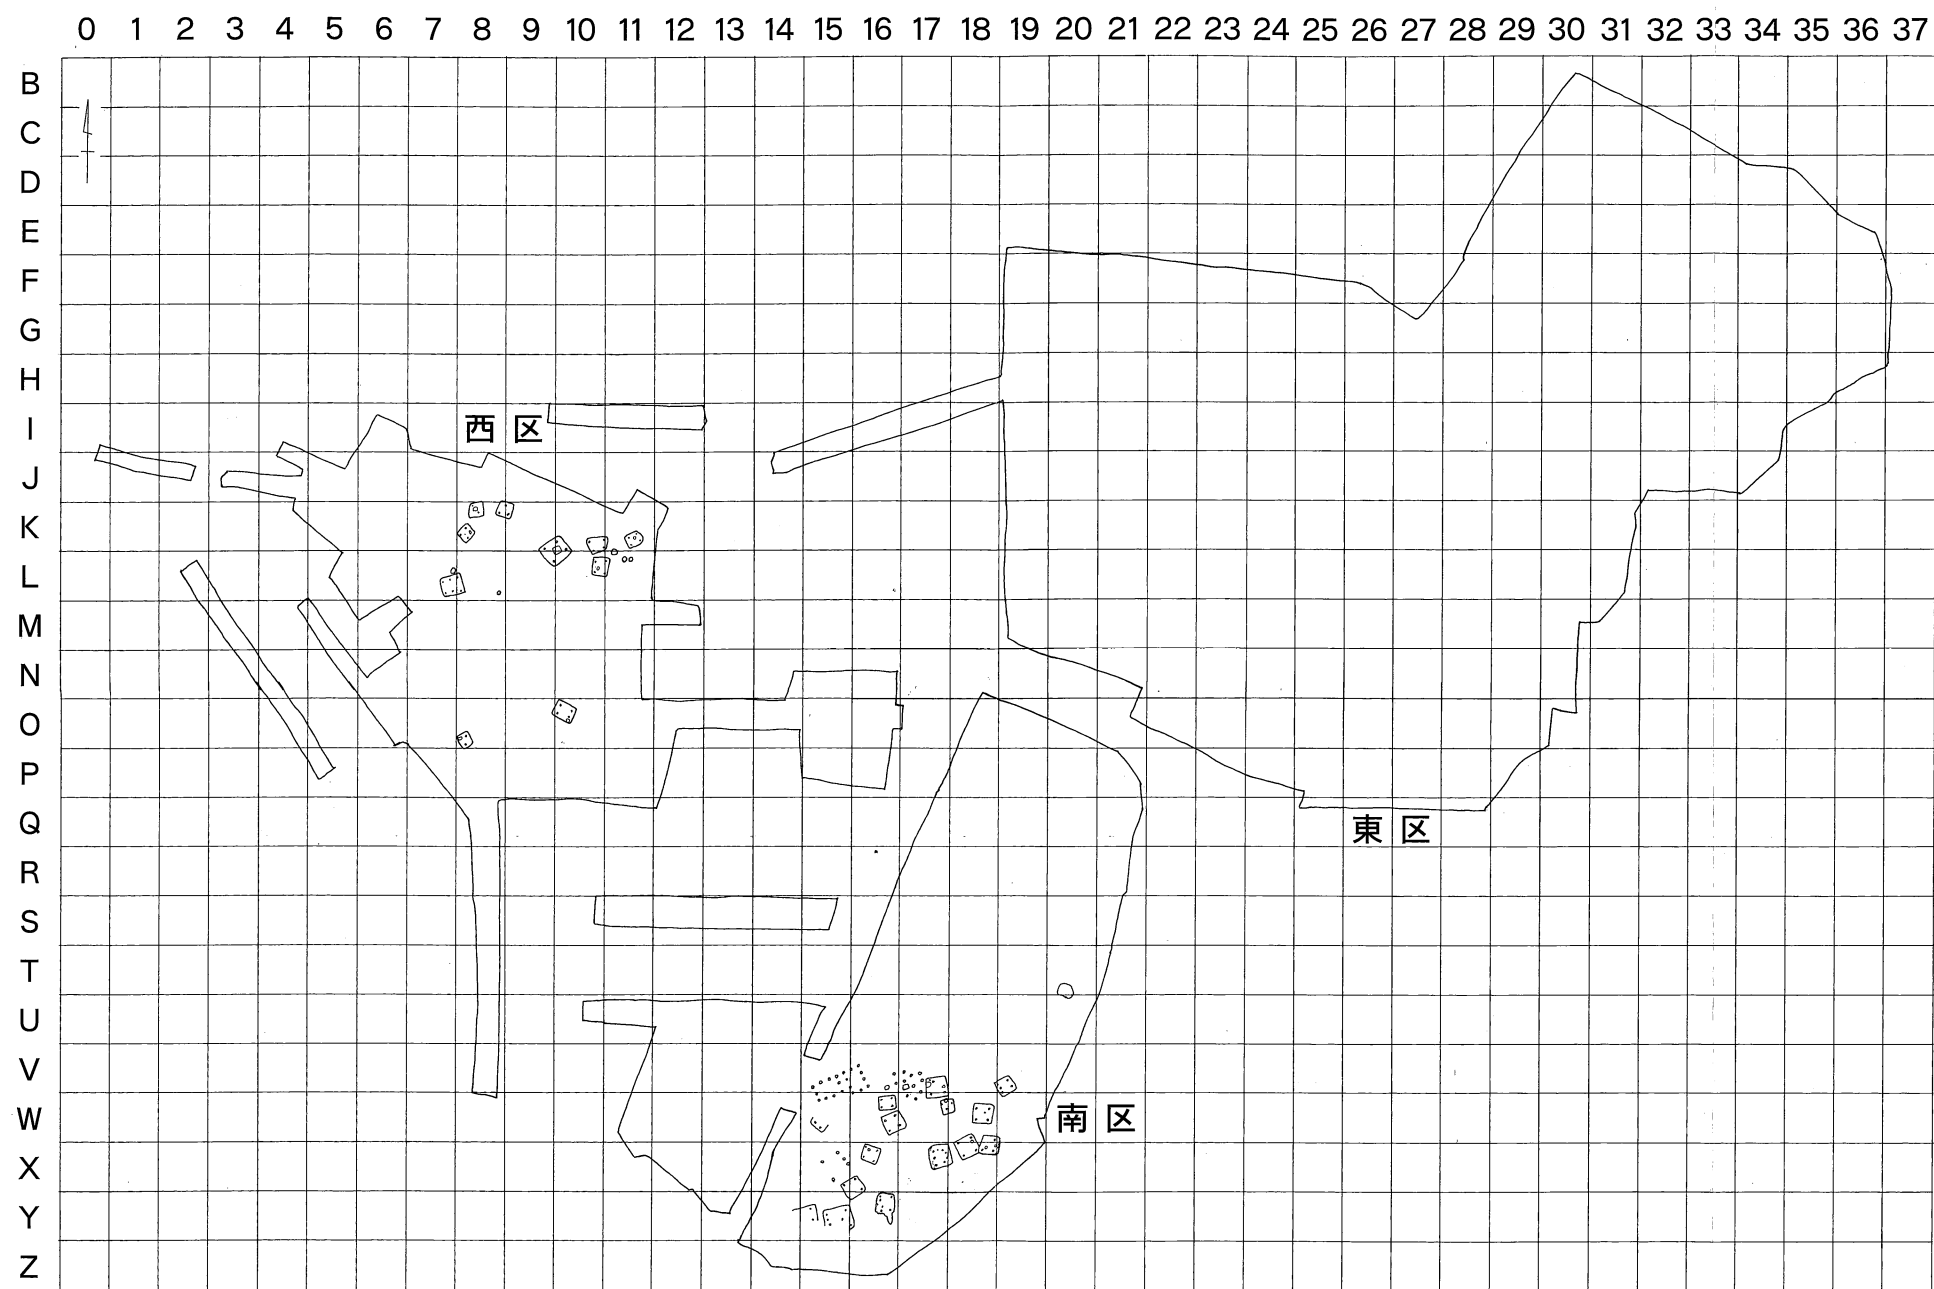 0 1 2 3 4 5 6 7 8 9 10 11 12 13 14 15 16 17 18 19 20 21 22 23 24 25 26 27 28 29 30 31 32 33 34 35 36 37
B
C
D
E
F
G
H
I 西区
J
K
L
M
N
O
P
Q 東区
R
S
T
U
V
W 南区
X
Y
Z